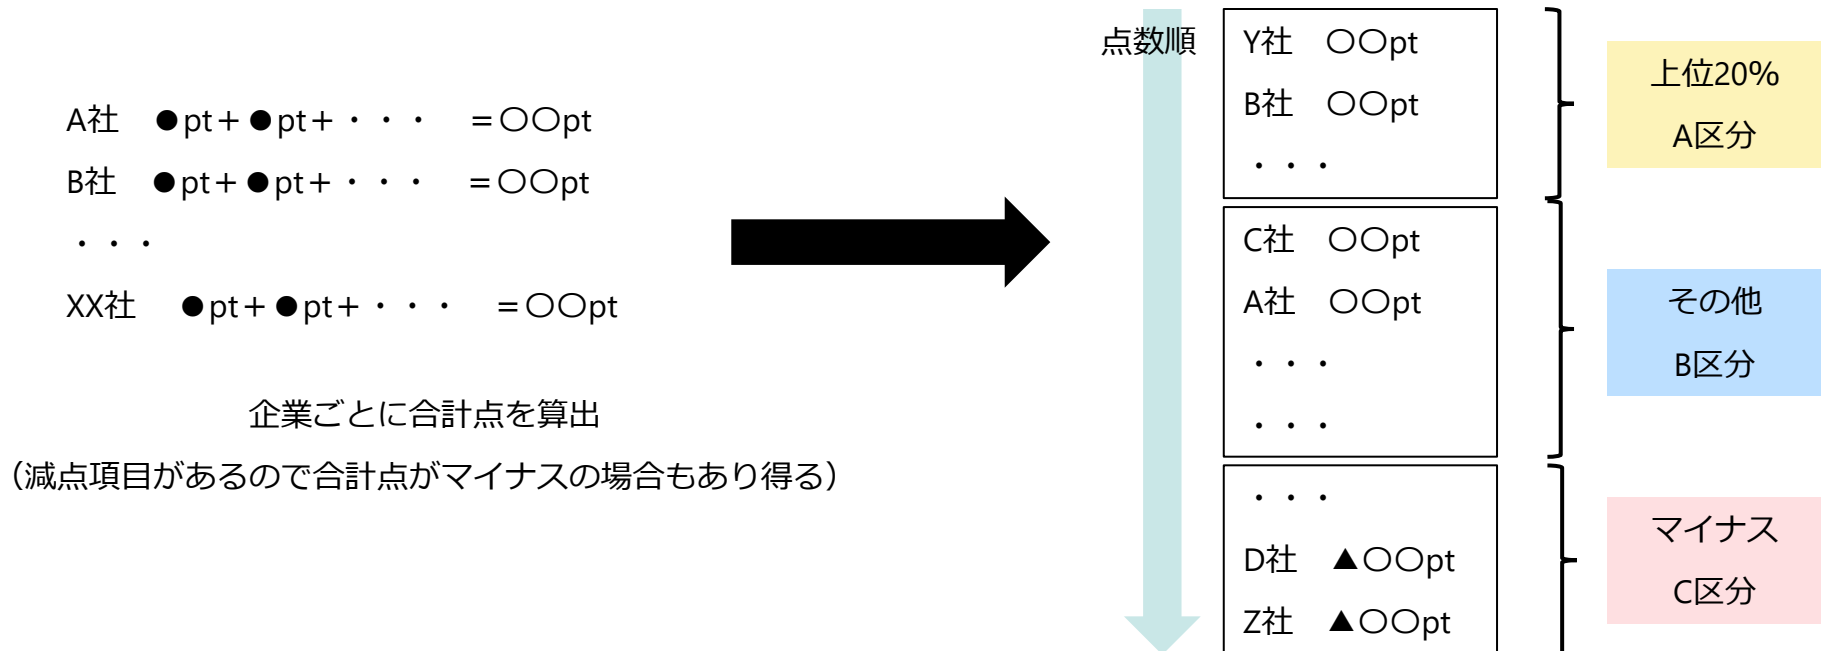 A社　●pt＋●pt＋・・・　＝〇〇pt
B社　●pt＋●pt＋・・・　＝〇〇pt
・・・
XX社　●pt＋●pt＋・・・　＝〇〇pt
企業ごとに合計点を算出
（減点項目があるので合計点がマイナスの場合もあり得る）
点数順
Y社　〇〇pt
B社　〇〇pt
・・・
C社　〇〇pt
A社　〇〇pt
・・・
・・・
・・・
D社　▲〇〇pt
Z社　▲〇〇pt
上位20％
A区分
その他
B区分
マイナス
C区分